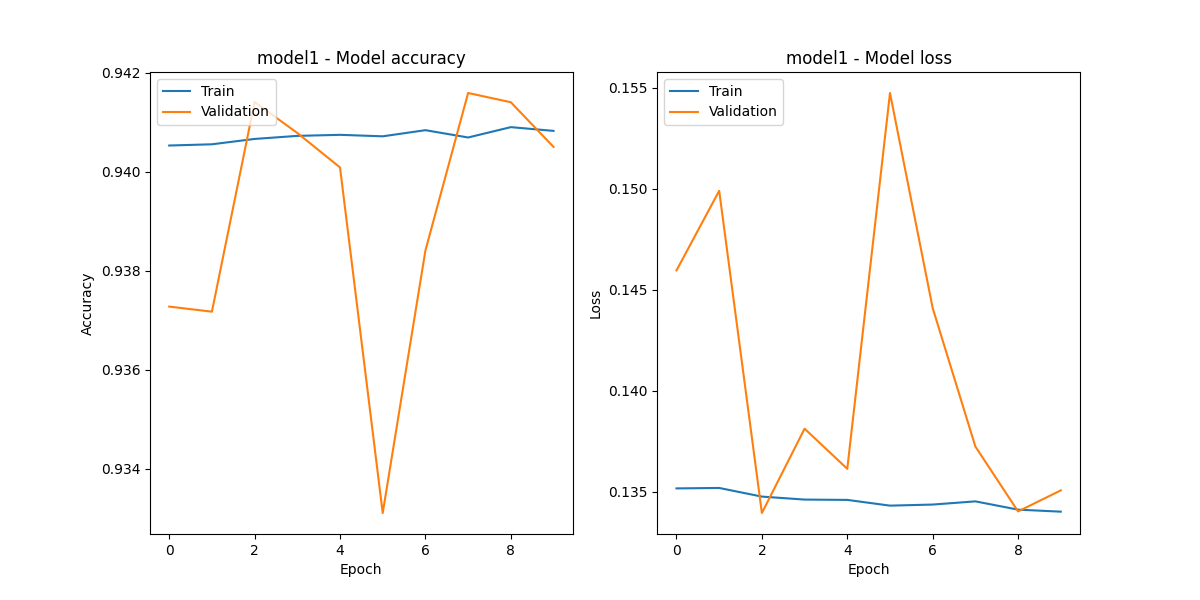 model1 - Model accuracy
0.942
0.940
0.938
0.936
0.934
Accuracy
Train
Validation
0 2 4 6 8
Epoch
model1 - Model loss
0.155
0.150
0.145
0.140
0.135
Loss
Train
Validation
0 2 4 6 8
Epoch